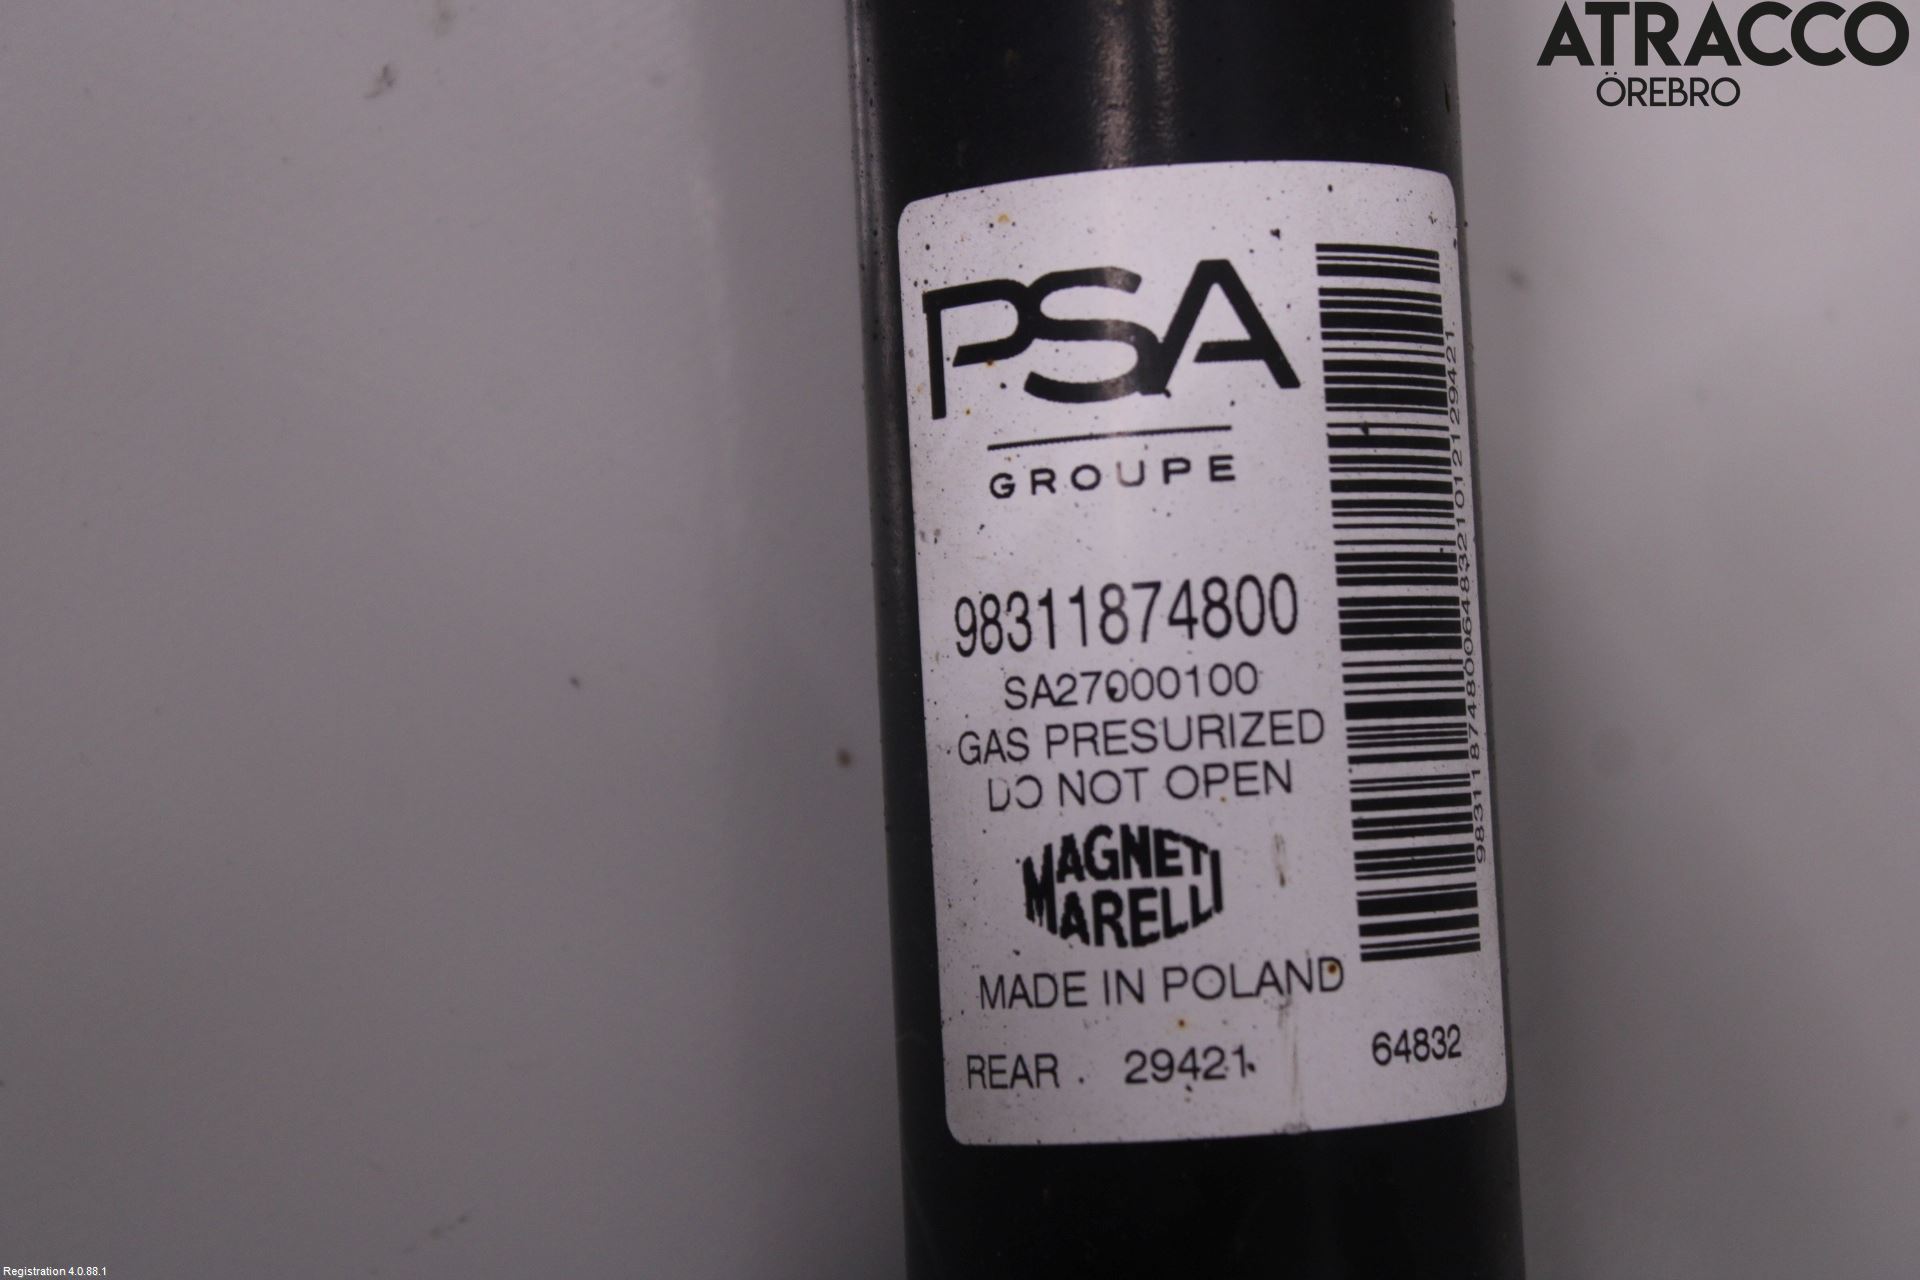 ATRACCO
ÖREBRO
PSA
GROUPE
98311874800
SA27000100
GAS PRESURIZED
DO NOT OPEN
MAGNETI
MARELLI
MADE IN POLAND
REAR . 29421.
64832
98311874800648321012129421
Registration 4.0.88.1